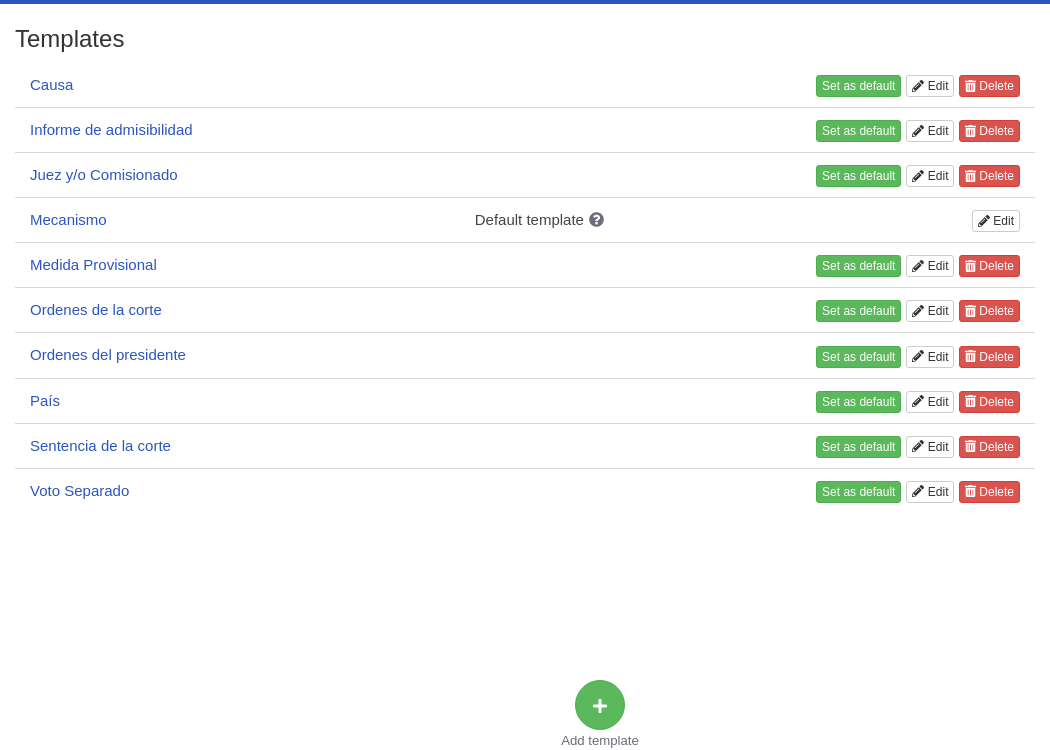 Templates
Causa Set as default Edit Delete
Informe de admisibilidad Set as default Edit Delete
Juez y/o Comisionado Set as default Edit Delete
Mecanismo Default template ? Edit
Medida Provisional Set as default Edit Delete
Ordenes de la corte Set as default Edit Delete
Ordenes del presidente Set as default Edit Delete
País Set as default Edit Delete
Sentencia de la corte Set as default Edit Delete
Voto Separado Set as default Edit Delete
+
Add template